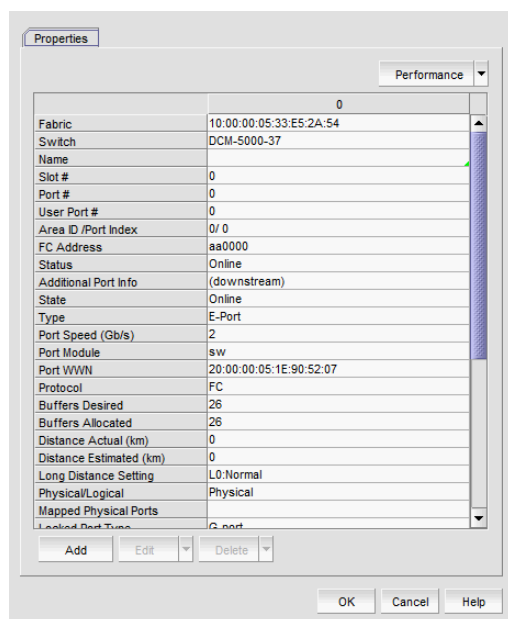 Properties
Performance
0
Fabric 10:00:00:05:33:E5:2A:54
Switch DCM-5000-37
Name
Slot # 0
Port # 0
User Port # 0
Area ID /Port Index 0/ 0
FC Address aa0000
Status Online
Additional Port Info (downstream)
State Online
Type E-Port
Port Speed (Gb/s) 2
Port Module sw
Port WWN 20:00:00:05:1E:90:52:07
Protocol FC
Buffers Desired 26
Buffers Allocated 26
Distance Actual (km) 0
Distance Estimated (km) 0
Long Distance Setting L0:Normal
Physical/Logical Physical
Mapped Physical Ports
Locked Port Type G-port
Add Edit Delete
OK Cancel Help